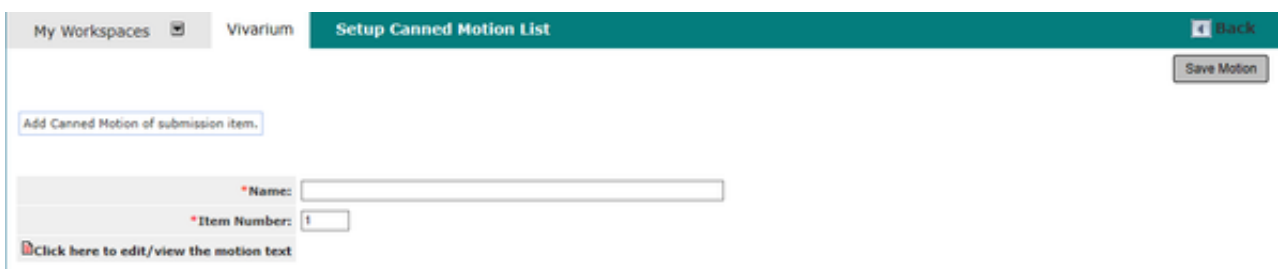 My Workspaces Vivarium Setup Canned Motion List Back
Save Motion
Add Canned Motion of submission item.
*Name:
*Item Number: 1
Click here to edit/view the motion text